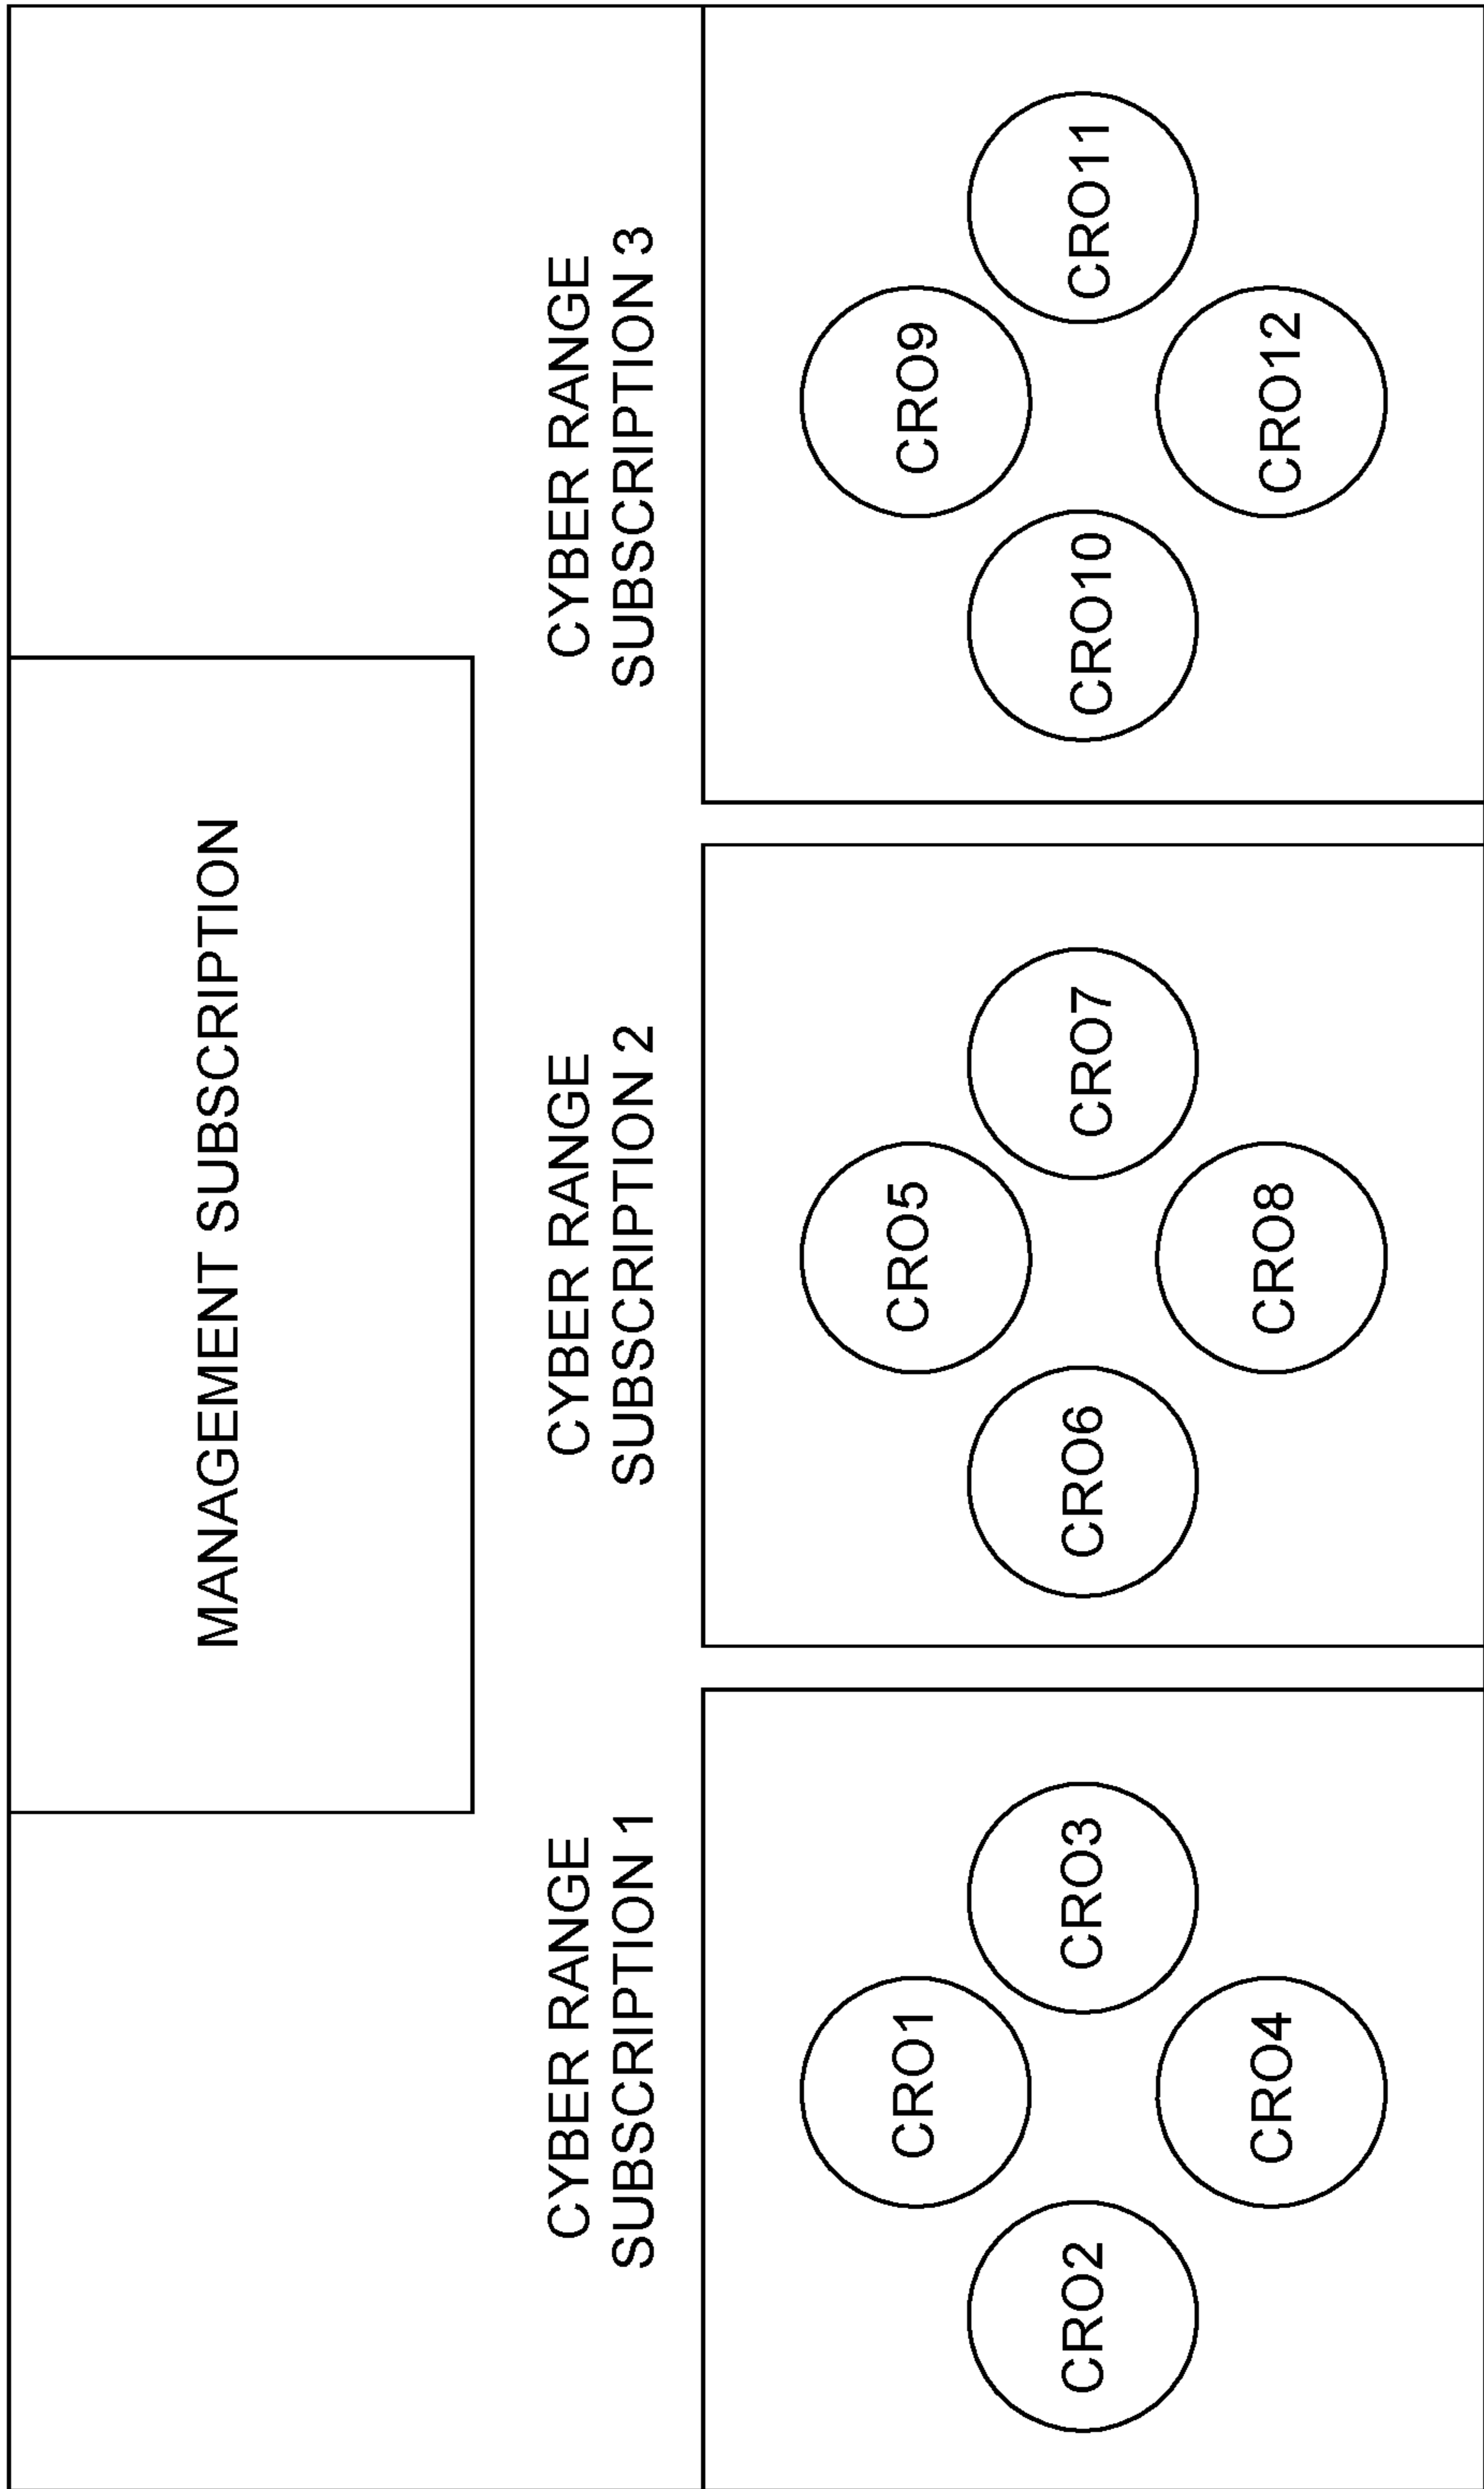 MANAGEMENT SUBSCRIPTION
CYBER RANGE
SUBSCRIPTION 1
CYBER RANGE
SUBSCRIPTION 2
CYBER RANGE
SUBSCRIPTION 3
CRO1
CRO2
CRO3
CRO4
CRO5
CRO6
CRO7
CRO8
CRO9
CRO10
CRO11
CRO12